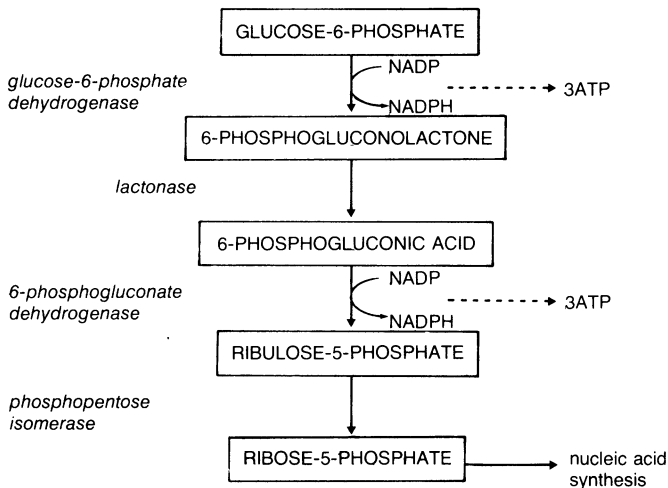 GLUCOSE-6-PHOSPHATE
glucose-6-phosphate
dehydrogenase
NADP
NADPH
3ATP
6-PHOSPHOGLUCONOLACTONE
lactonase
6-PHOSPHOGLUCONIC ACID
6-phosphogluconate
dehydrogenase
NADP
NADPH
3ATP
RIBULOSE-5-PHOSPHATE
phosphopentose
isomerase
RIBOSE-5-PHOSPHATE
nucleic acid
synthesis